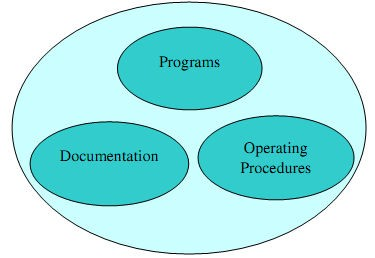 Programs
Documentation
Operating
Procedures